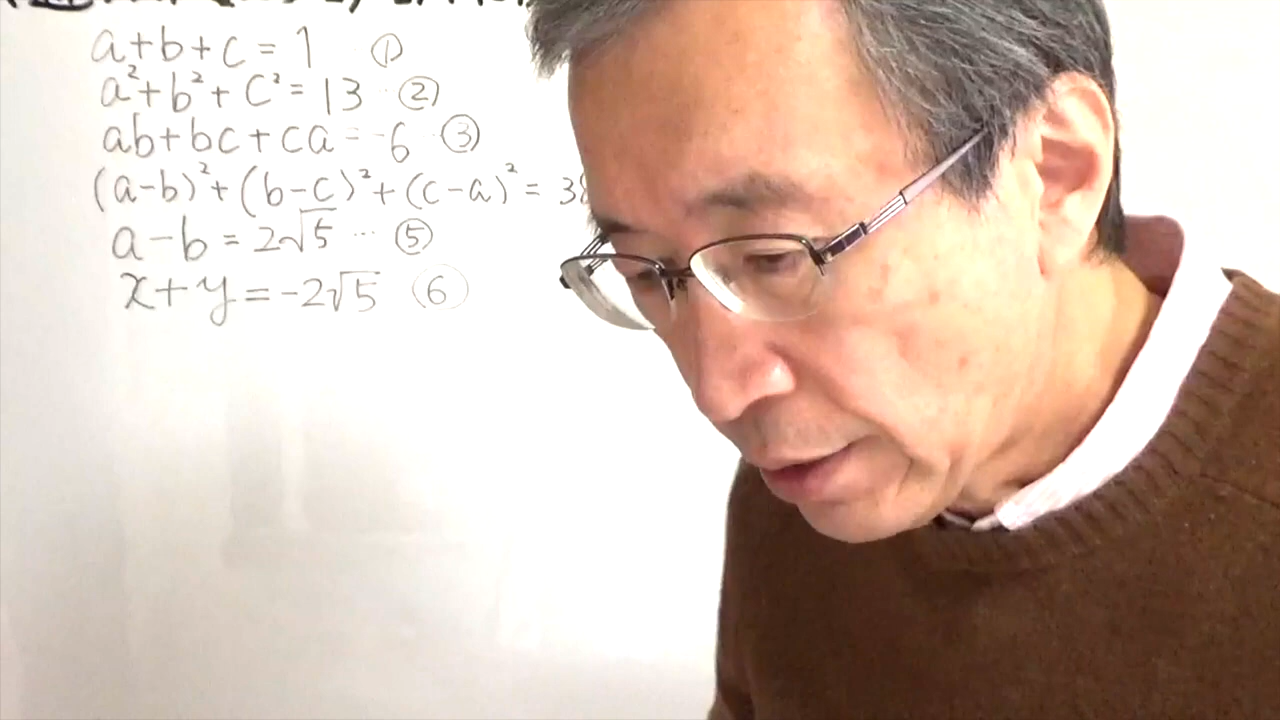 a+b+c=1 ①
a²+b²+c²=13 ②
ab+bc+ca=-6 ③
(a-b)²+(b-c)²+(c-a)²=38
a-b=2√5 … ⑤
x+y=-2√5 ⑥